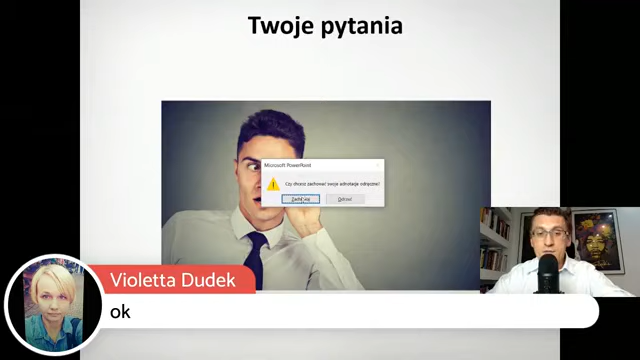 Twoje pytania
Microsoft PowerPoint
Czy chcesz zachować swoje adnotacje odręczne?
Zachowaj
Odrzuć
Violetta Dudek
ok